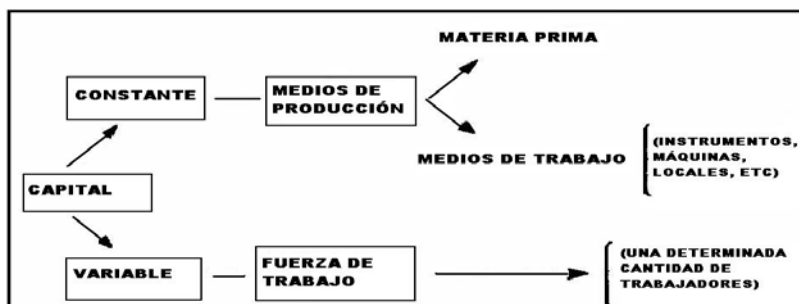 MATERIA PRIMA
CONSTANTE
MEDIOS DE
PRODUCCIÓN
MEDIOS DE TRABAJO
(INSTRUMENTOS,
MÁQUINAS,
LOCALES, ETC)
CAPITAL
VARIABLE
FUERZA DE
TRABAJO
(UNA DETERMINADA
CANTIDAD DE
TRABAJADORES)